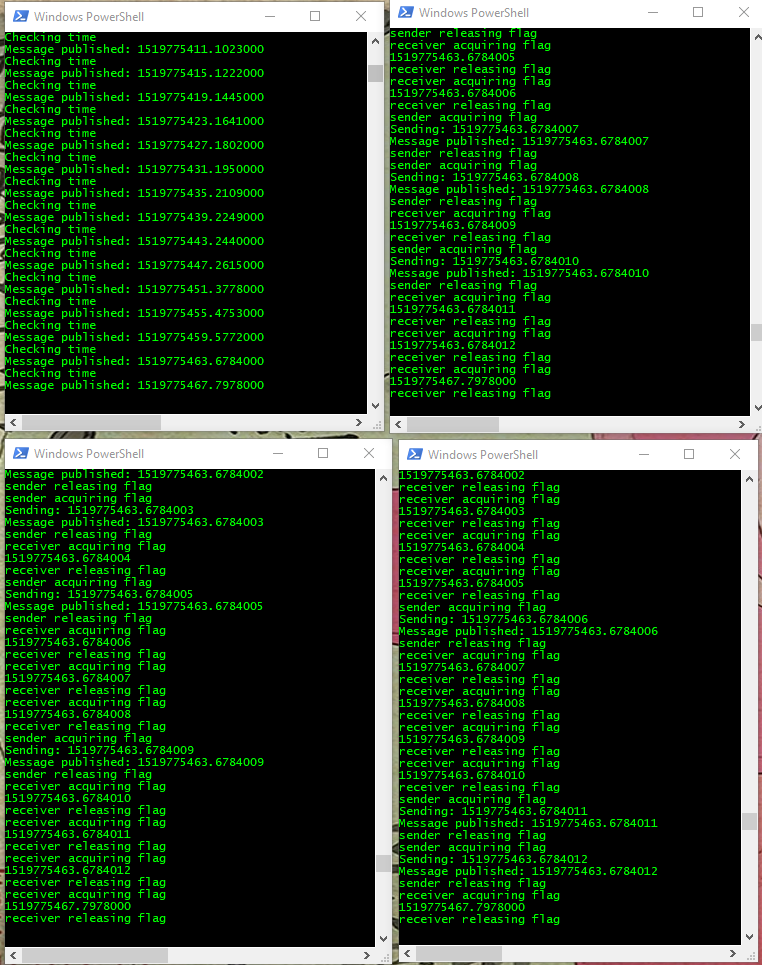 Windows PowerShell
Checking time
Message published: 1519775411.1023000
Checking time
Message published: 1519775415.1222000
Checking time
Message published: 1519775419.1445000
Checking time
Message published: 1519775423.1641000
Checking time
Message published: 1519775427.1802000
Checking time
Message published: 1519775431.1950000
Checking time
Message published: 1519775435.2109000
Checking time
Message published: 1519775439.2249000
Checking time
Message published: 1519775443.2440000
Checking time
Message published: 1519775447.2615000
Checking time
Message published: 1519775451.3778000
Checking time
Message published: 1519775455.4753000
Checking time
Message published: 1519775459.5772000
Checking time
Message published: 1519775463.6784000
Checking time
Message published: 1519775467.7978000
Windows PowerShell
sender releasing flag
receiver acquiring flag
1519775463.6784005
receiver releasing flag
receiver acquiring flag
1519775463.6784006
receiver releasing flag
sender acquiring flag
Sending: 1519775463.6784007
Message published: 1519775463.6784007
sender releasing flag
sender acquiring flag
Sending: 1519775463.6784008
Message published: 1519775463.6784008
sender releasing flag
receiver acquiring flag
1519775463.6784009
receiver releasing flag
sender acquiring flag
Sending: 1519775463.6784010
Message published: 1519775463.6784010
sender releasing flag
receiver acquiring flag
1519775463.6784011
receiver releasing flag
receiver acquiring flag
1519775463.6784012
receiver releasing flag
receiver acquiring flag
1519775467.7978000
receiver releasing flag
Windows PowerShell
Message published: 1519775463.6784002
sender releasing flag
sender acquiring flag
Sending: 1519775463.6784003
Message published: 1519775463.6784003
sender releasing flag
receiver acquiring flag
1519775463.6784004
receiver releasing flag
sender acquiring flag
Sending: 1519775463.6784005
Message published: 1519775463.6784005
sender releasing flag
receiver acquiring flag
1519775463.6784006
receiver releasing flag
receiver acquiring flag
1519775463.6784007
receiver releasing flag
receiver acquiring flag
1519775463.6784008
receiver releasing flag
sender acquiring flag
Sending: 1519775463.6784009
Message published: 1519775463.6784009
sender releasing flag
receiver acquiring flag
1519775463.6784010
receiver releasing flag
receiver acquiring flag
1519775463.6784011
receiver releasing flag
receiver acquiring flag
1519775463.6784012
receiver releasing flag
receiver acquiring flag
1519775467.7978000
receiver releasing flag
Windows PowerShell
1519775463.6784002
receiver releasing flag
receiver acquiring flag
1519775463.6784003
receiver releasing flag
receiver acquiring flag
1519775463.6784004
receiver releasing flag
receiver acquiring flag
1519775463.6784005
receiver releasing flag
sender acquiring flag
Sending: 1519775463.6784006
Message published: 1519775463.6784006
sender releasing flag
receiver acquiring flag
1519775463.6784007
receiver releasing flag
receiver acquiring flag
1519775463.6784008
receiver releasing flag
receiver acquiring flag
1519775463.6784009
receiver releasing flag
receiver acquiring flag
1519775463.6784010
receiver releasing flag
sender acquiring flag
Sending: 1519775463.6784011
Message published: 1519775463.6784011
sender releasing flag
sender acquiring flag
Sending: 1519775463.6784012
Message published: 1519775463.6784012
sender releasing flag
receiver acquiring flag
1519775467.7978000
receiver releasing flag